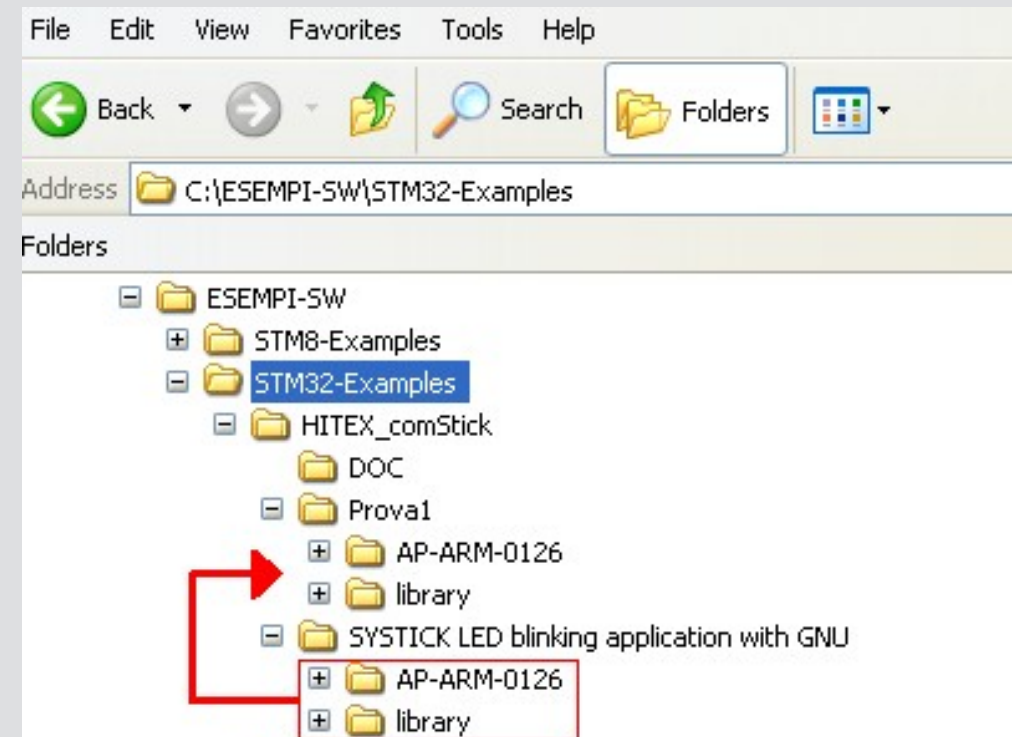 File Edit View Favorites Tools Help
Back Search Folders
Address C:\ESEMPI-SW\STM32-Examples
Folders
ESEMPI-SW
STM8-Examples
STM32-Examples
HITEX_comStick
DOC
Prova1
AP-ARM-0126
library
SYSTICK LED blinking application with GNU
AP-ARM-0126
library